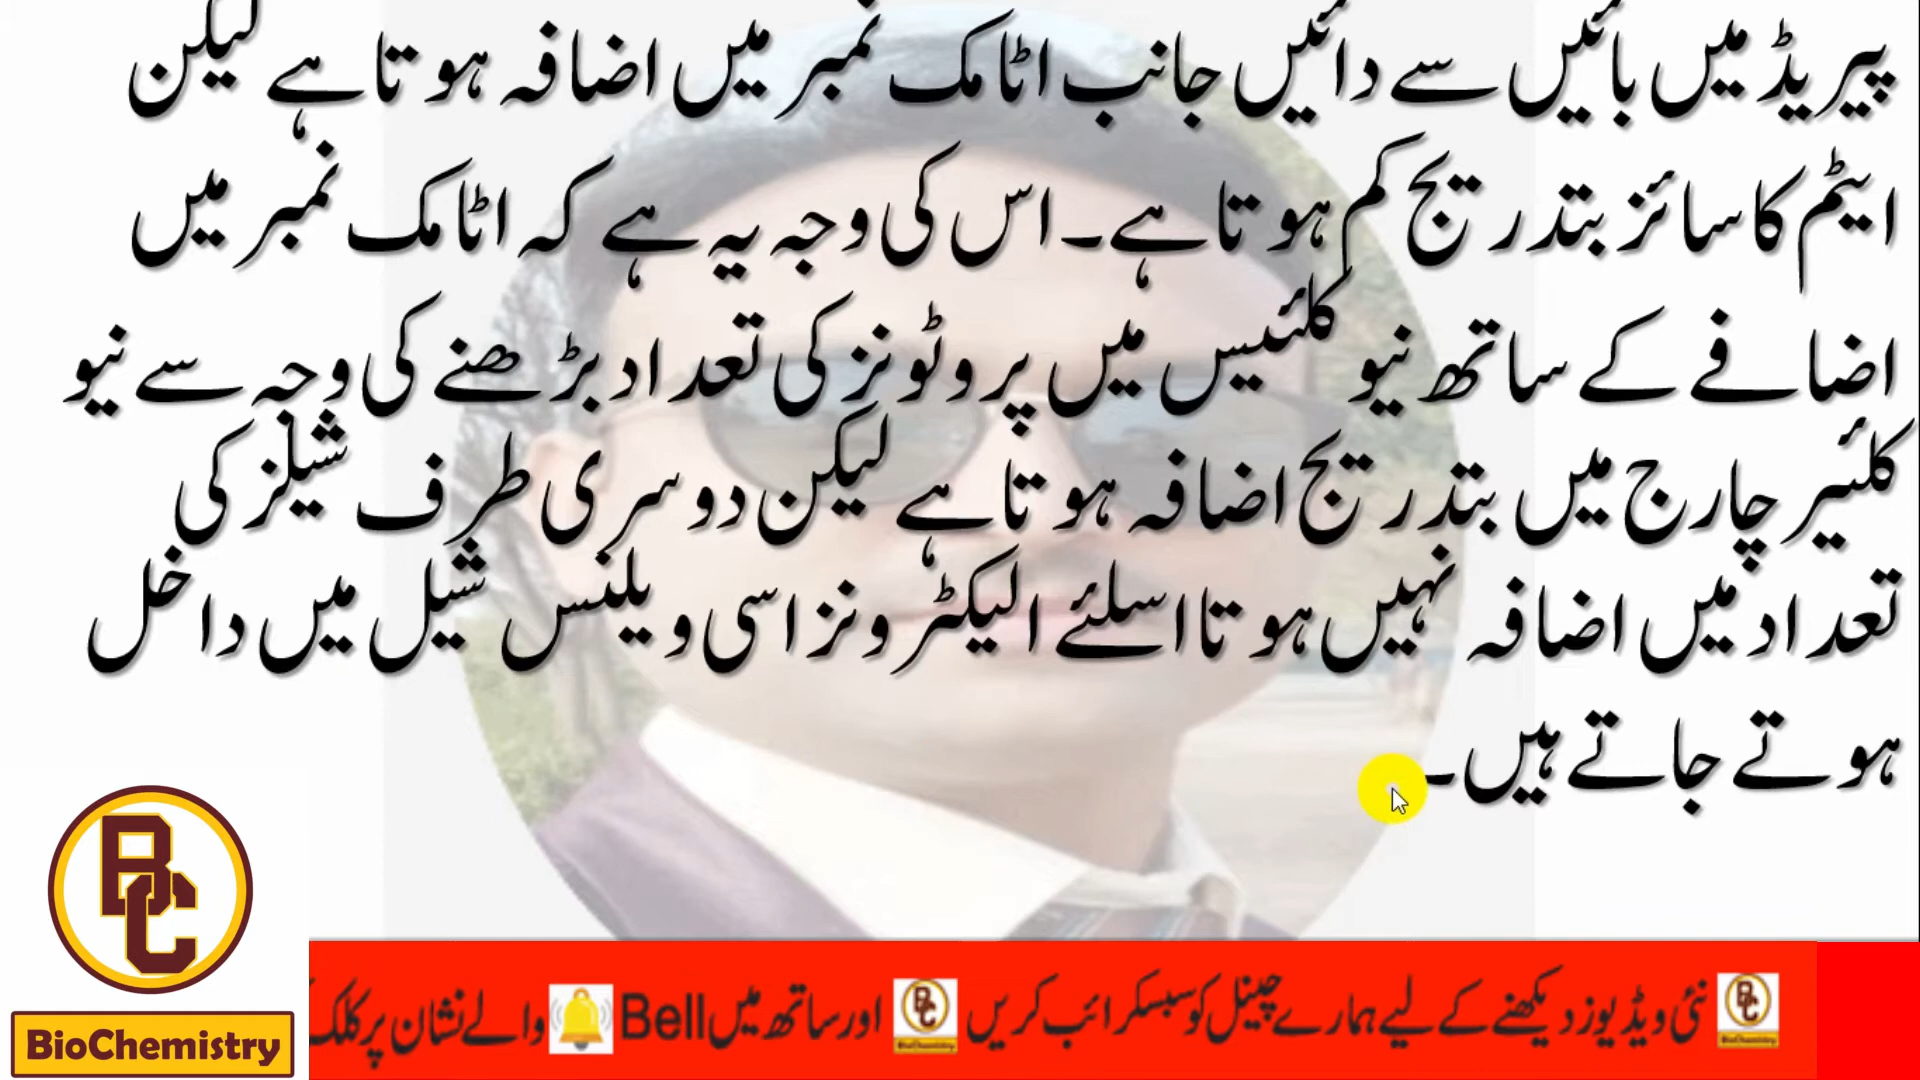 پیریڈ میں بائیں سے دائیں جانب اٹامک نمبر میں اضافہ ہوتا ہے لیکن
ایٹم کا سائز بتدریج کم ہوتا ہے۔ اس کی وجہ یہ ہے کہ اٹامک نمبر میں
اضافے کے ساتھ نیوکلئیس میں پروٹونز کی تعداد بڑھنے کی وجہ سے نیو
کلئیر چارج میں بتدریج اضافہ ہوتا ہے لیکن دوسری طرف شیلز کی
تعداد میں اضافہ نہیں ہوتا اسلئے الیکٹرونز اسی ویلنس شیل میں داخل
ہوتے جاتے ہیں۔
BC
BioChemistry
نئی ویڈیوز دیکھنے کے لیے ہمارے چینل کو سبسکرائب کریں اور ساتھ میں Bell والے نشان پر کلک